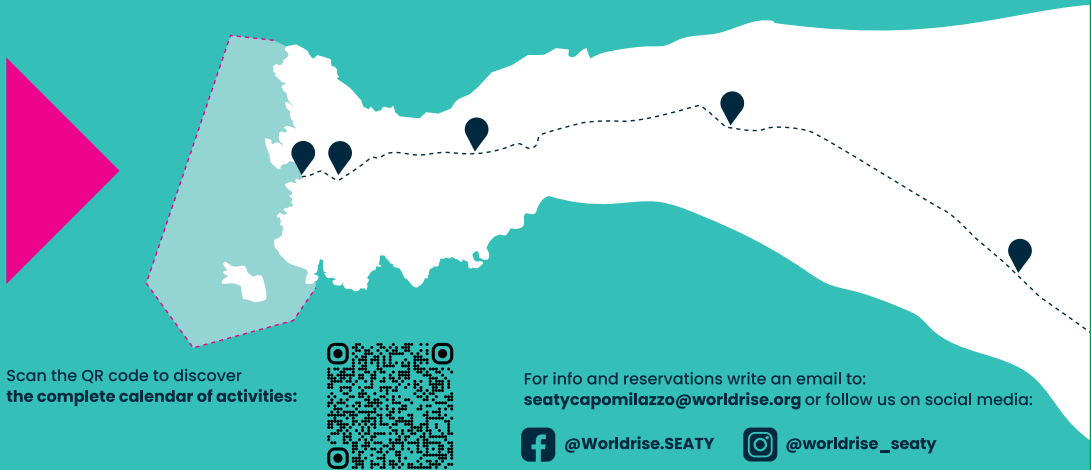 Scan the QR code to discover
the complete calendar of activities:
For info and reservations write an email to:
seatycapomilazzo@worldrise.org or follow us on social media:
@Worldrise.SEATY
@worldrise_seaty